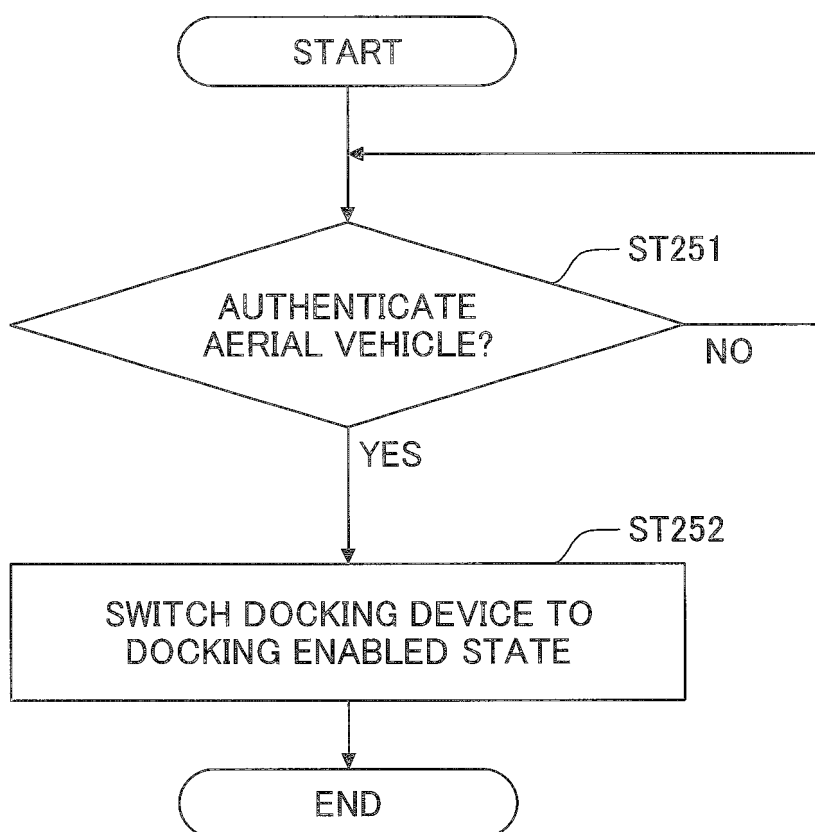 START
ST251
AUTHENTICATE
AERIAL VEHICLE?
NO
YES
ST252
SWITCH DOCKING DEVICE TO
DOCKING ENABLED STATE
END